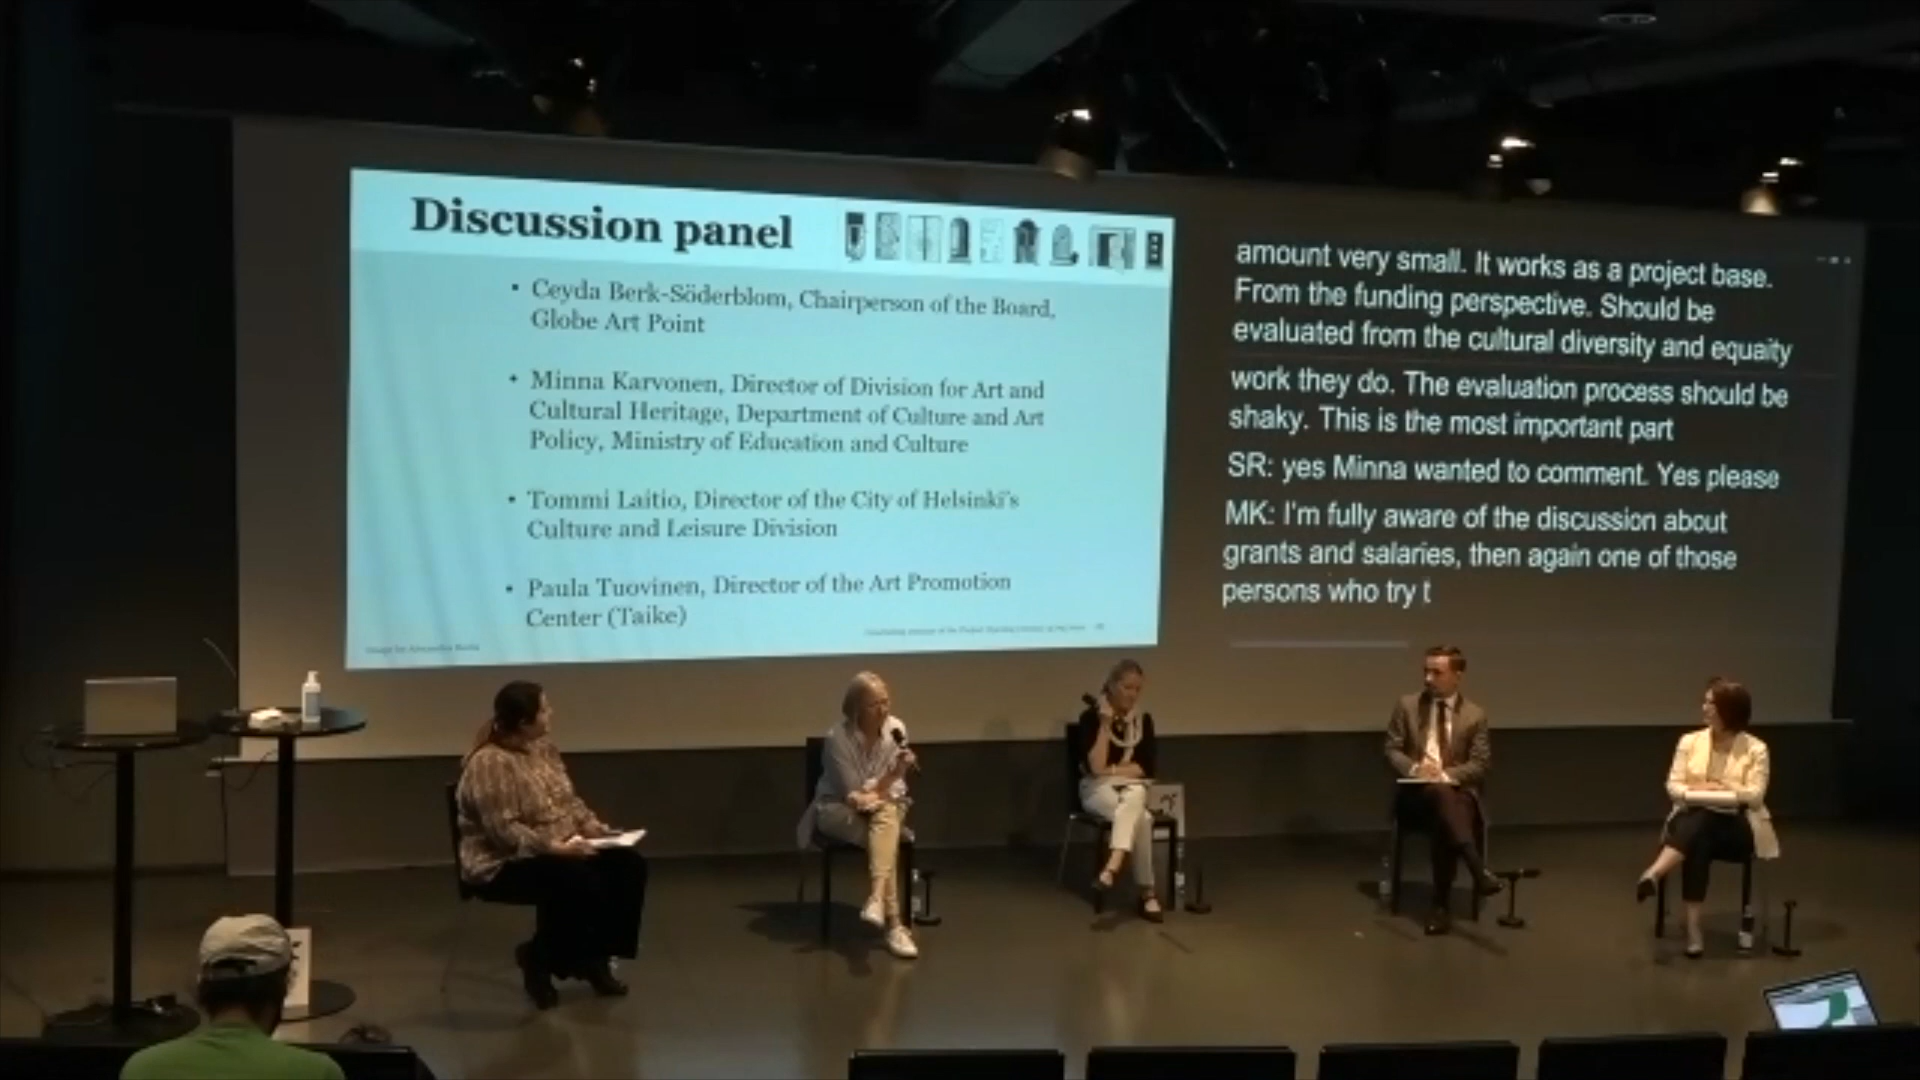 Discussion panel
• Ceyda Berk-Söderblom, Chairperson of the Board,
Globe Art Point
• Minna Karvonen, Director of Division for Art and
Cultural Heritage, Department of Culture and Art
Policy, Ministry of Education and Culture
• Tommi Laitio, Director of the City of Helsinki's
Culture and Leisure Division
• Paula Tuovinen, Director of the Art Promotion
Center (Taike)
amount very small. It works as a project base.
From the funding perspective. Should be
evaluated from the cultural diversity and equaity
work they do. The evaluation process should be
shaky. This is the most important part
SR: yes Minna wanted to comment. Yes please
MK: I'm fully aware of the discussion about
grants and salaries, then again one of those
persons who try t